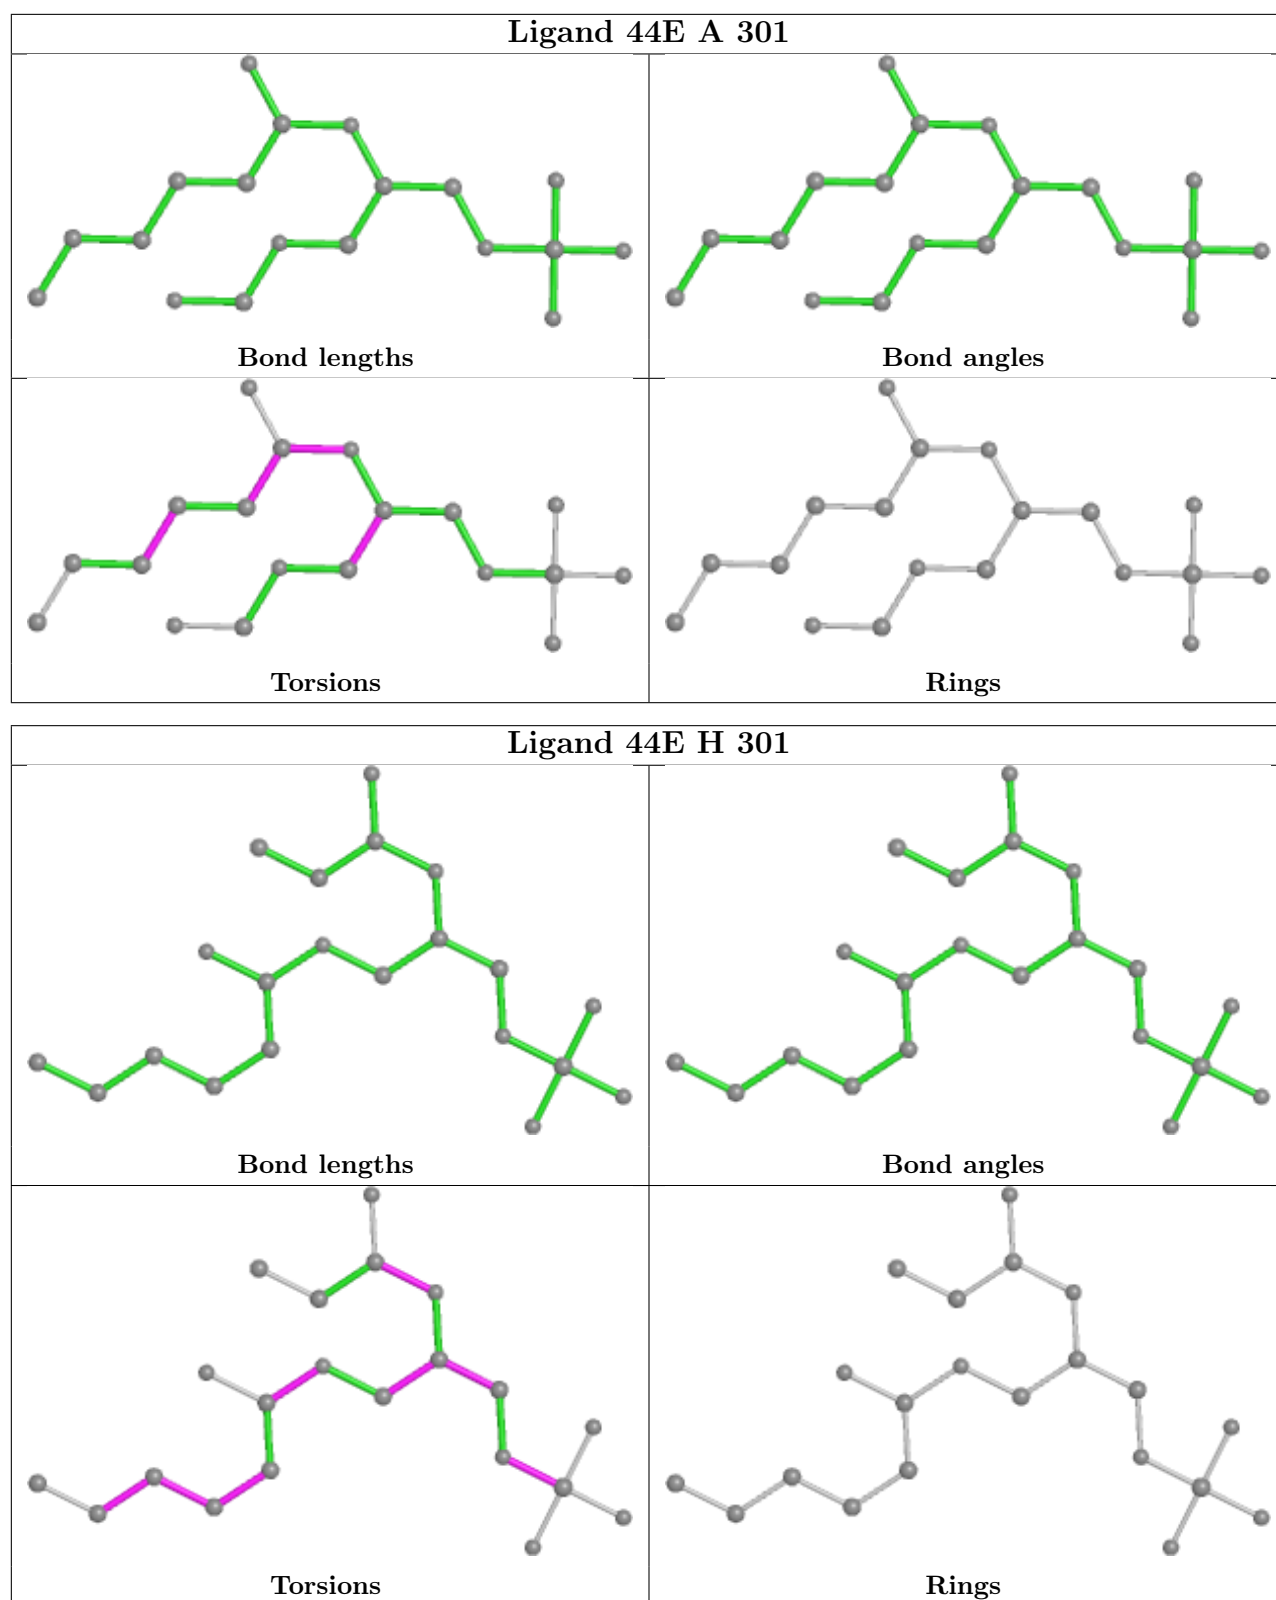 Ligand 44E A 301
Bond lengths
Bond angles
Torsions
Rings
Ligand 44E H 301
Bond lengths
Bond angles
Torsions
Rings